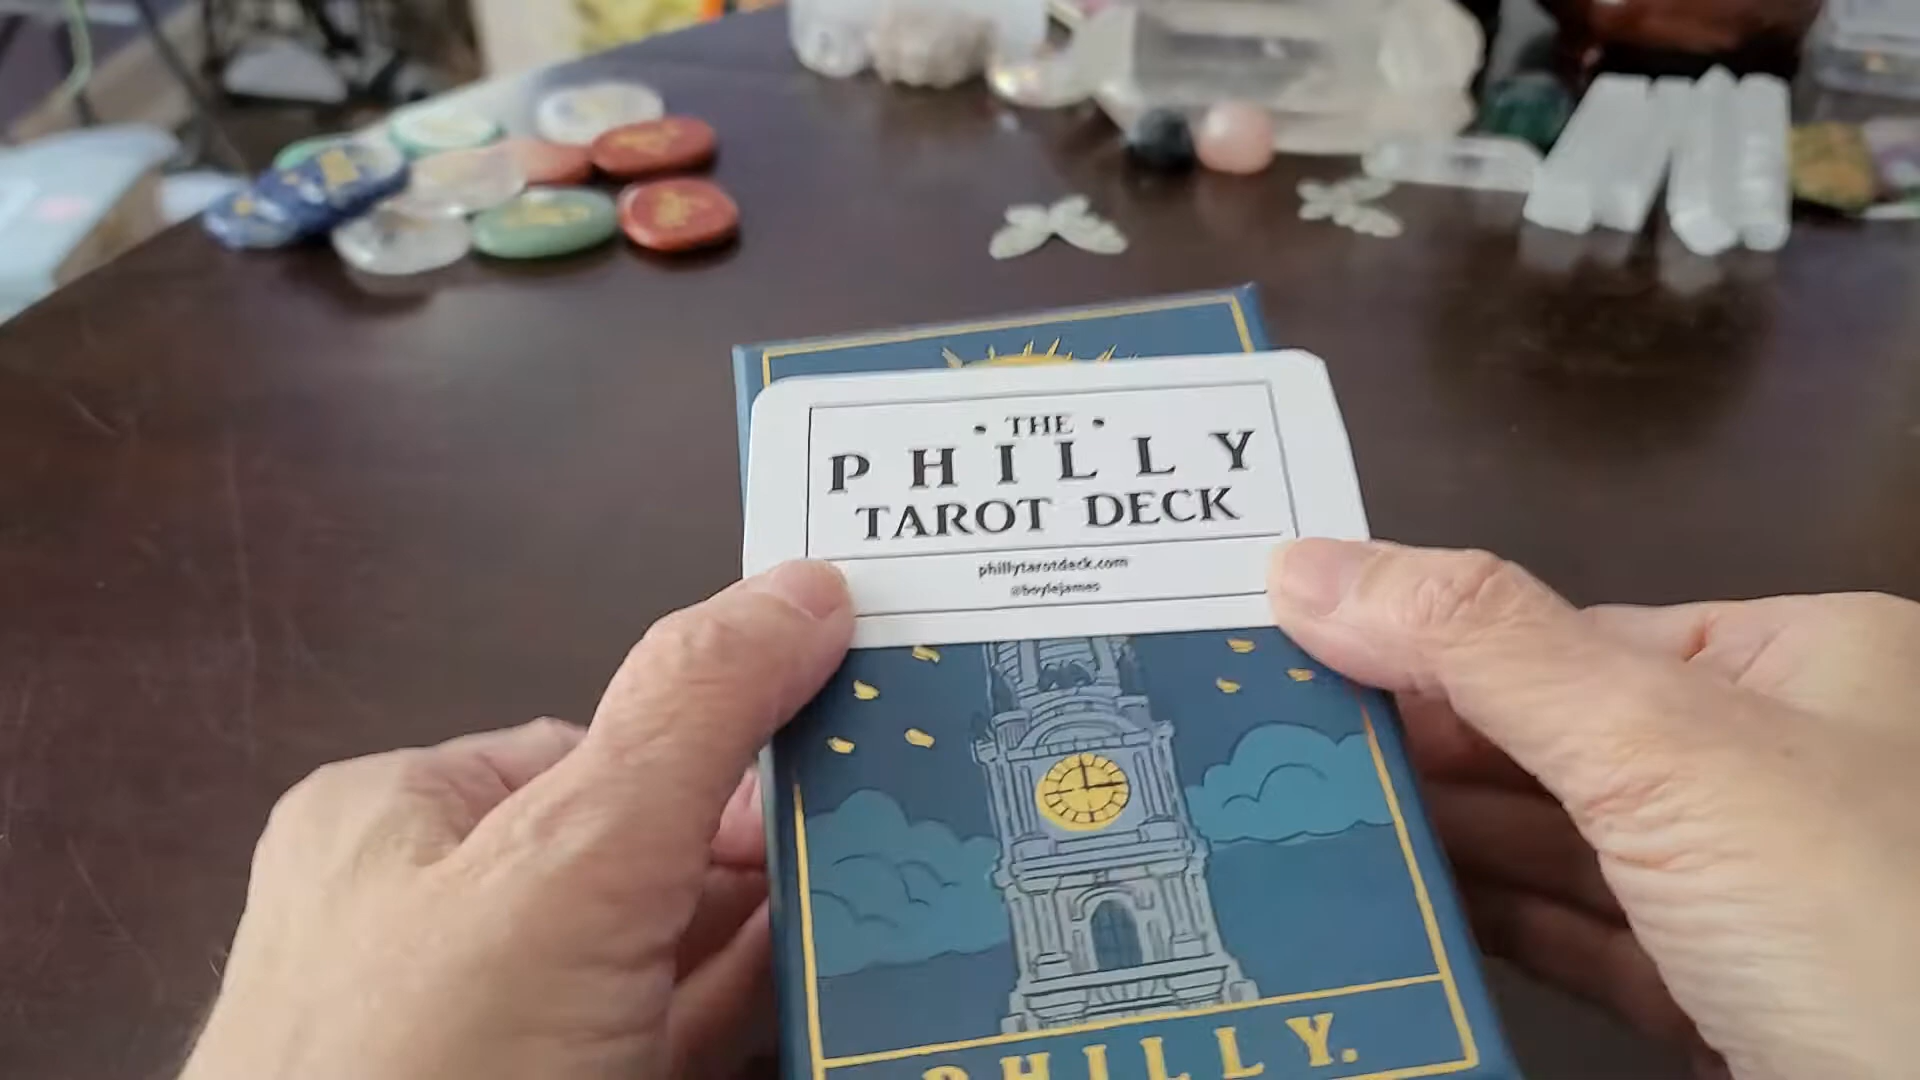 • THE •
PHILLY
TAROT DECK
phillytarotdeck.com
@boylejames
PHILLY.